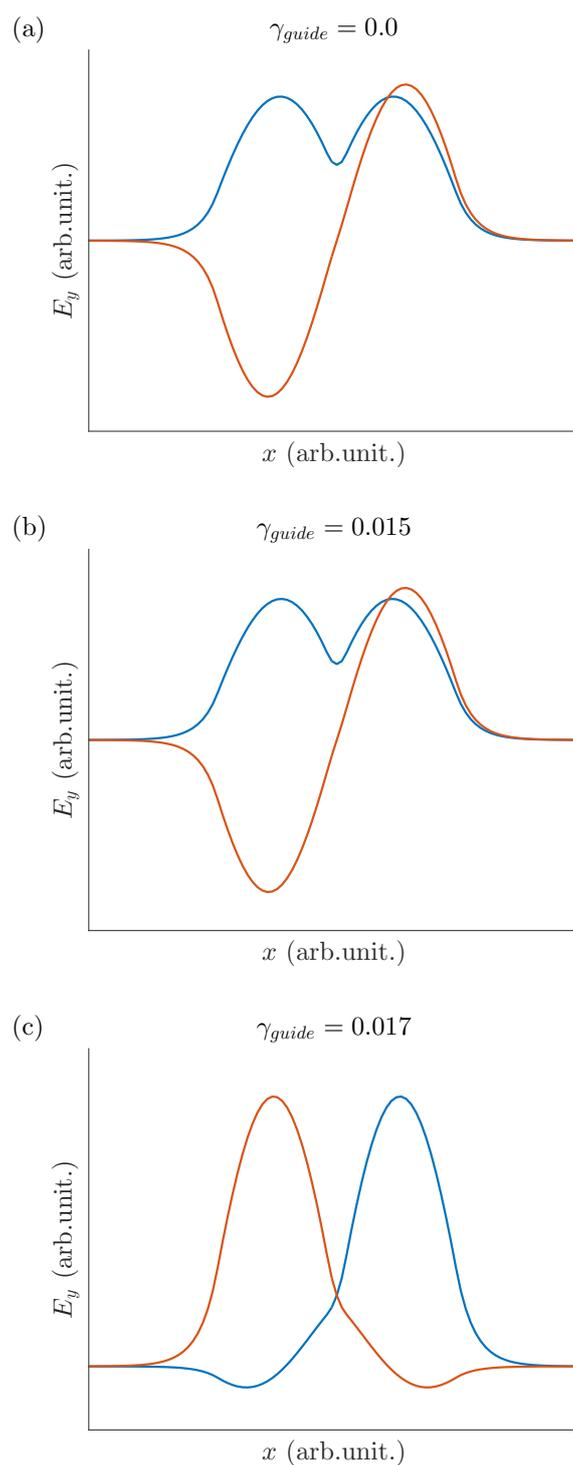 (a)
γ_guide = 0.0
E_y (arb.unit.)
x (arb.unit.)
(b)
γ_guide = 0.015
E_y (arb.unit.)
x (arb.unit.)
(c)
γ_guide = 0.017
E_y (arb.unit.)
x (arb.unit.)